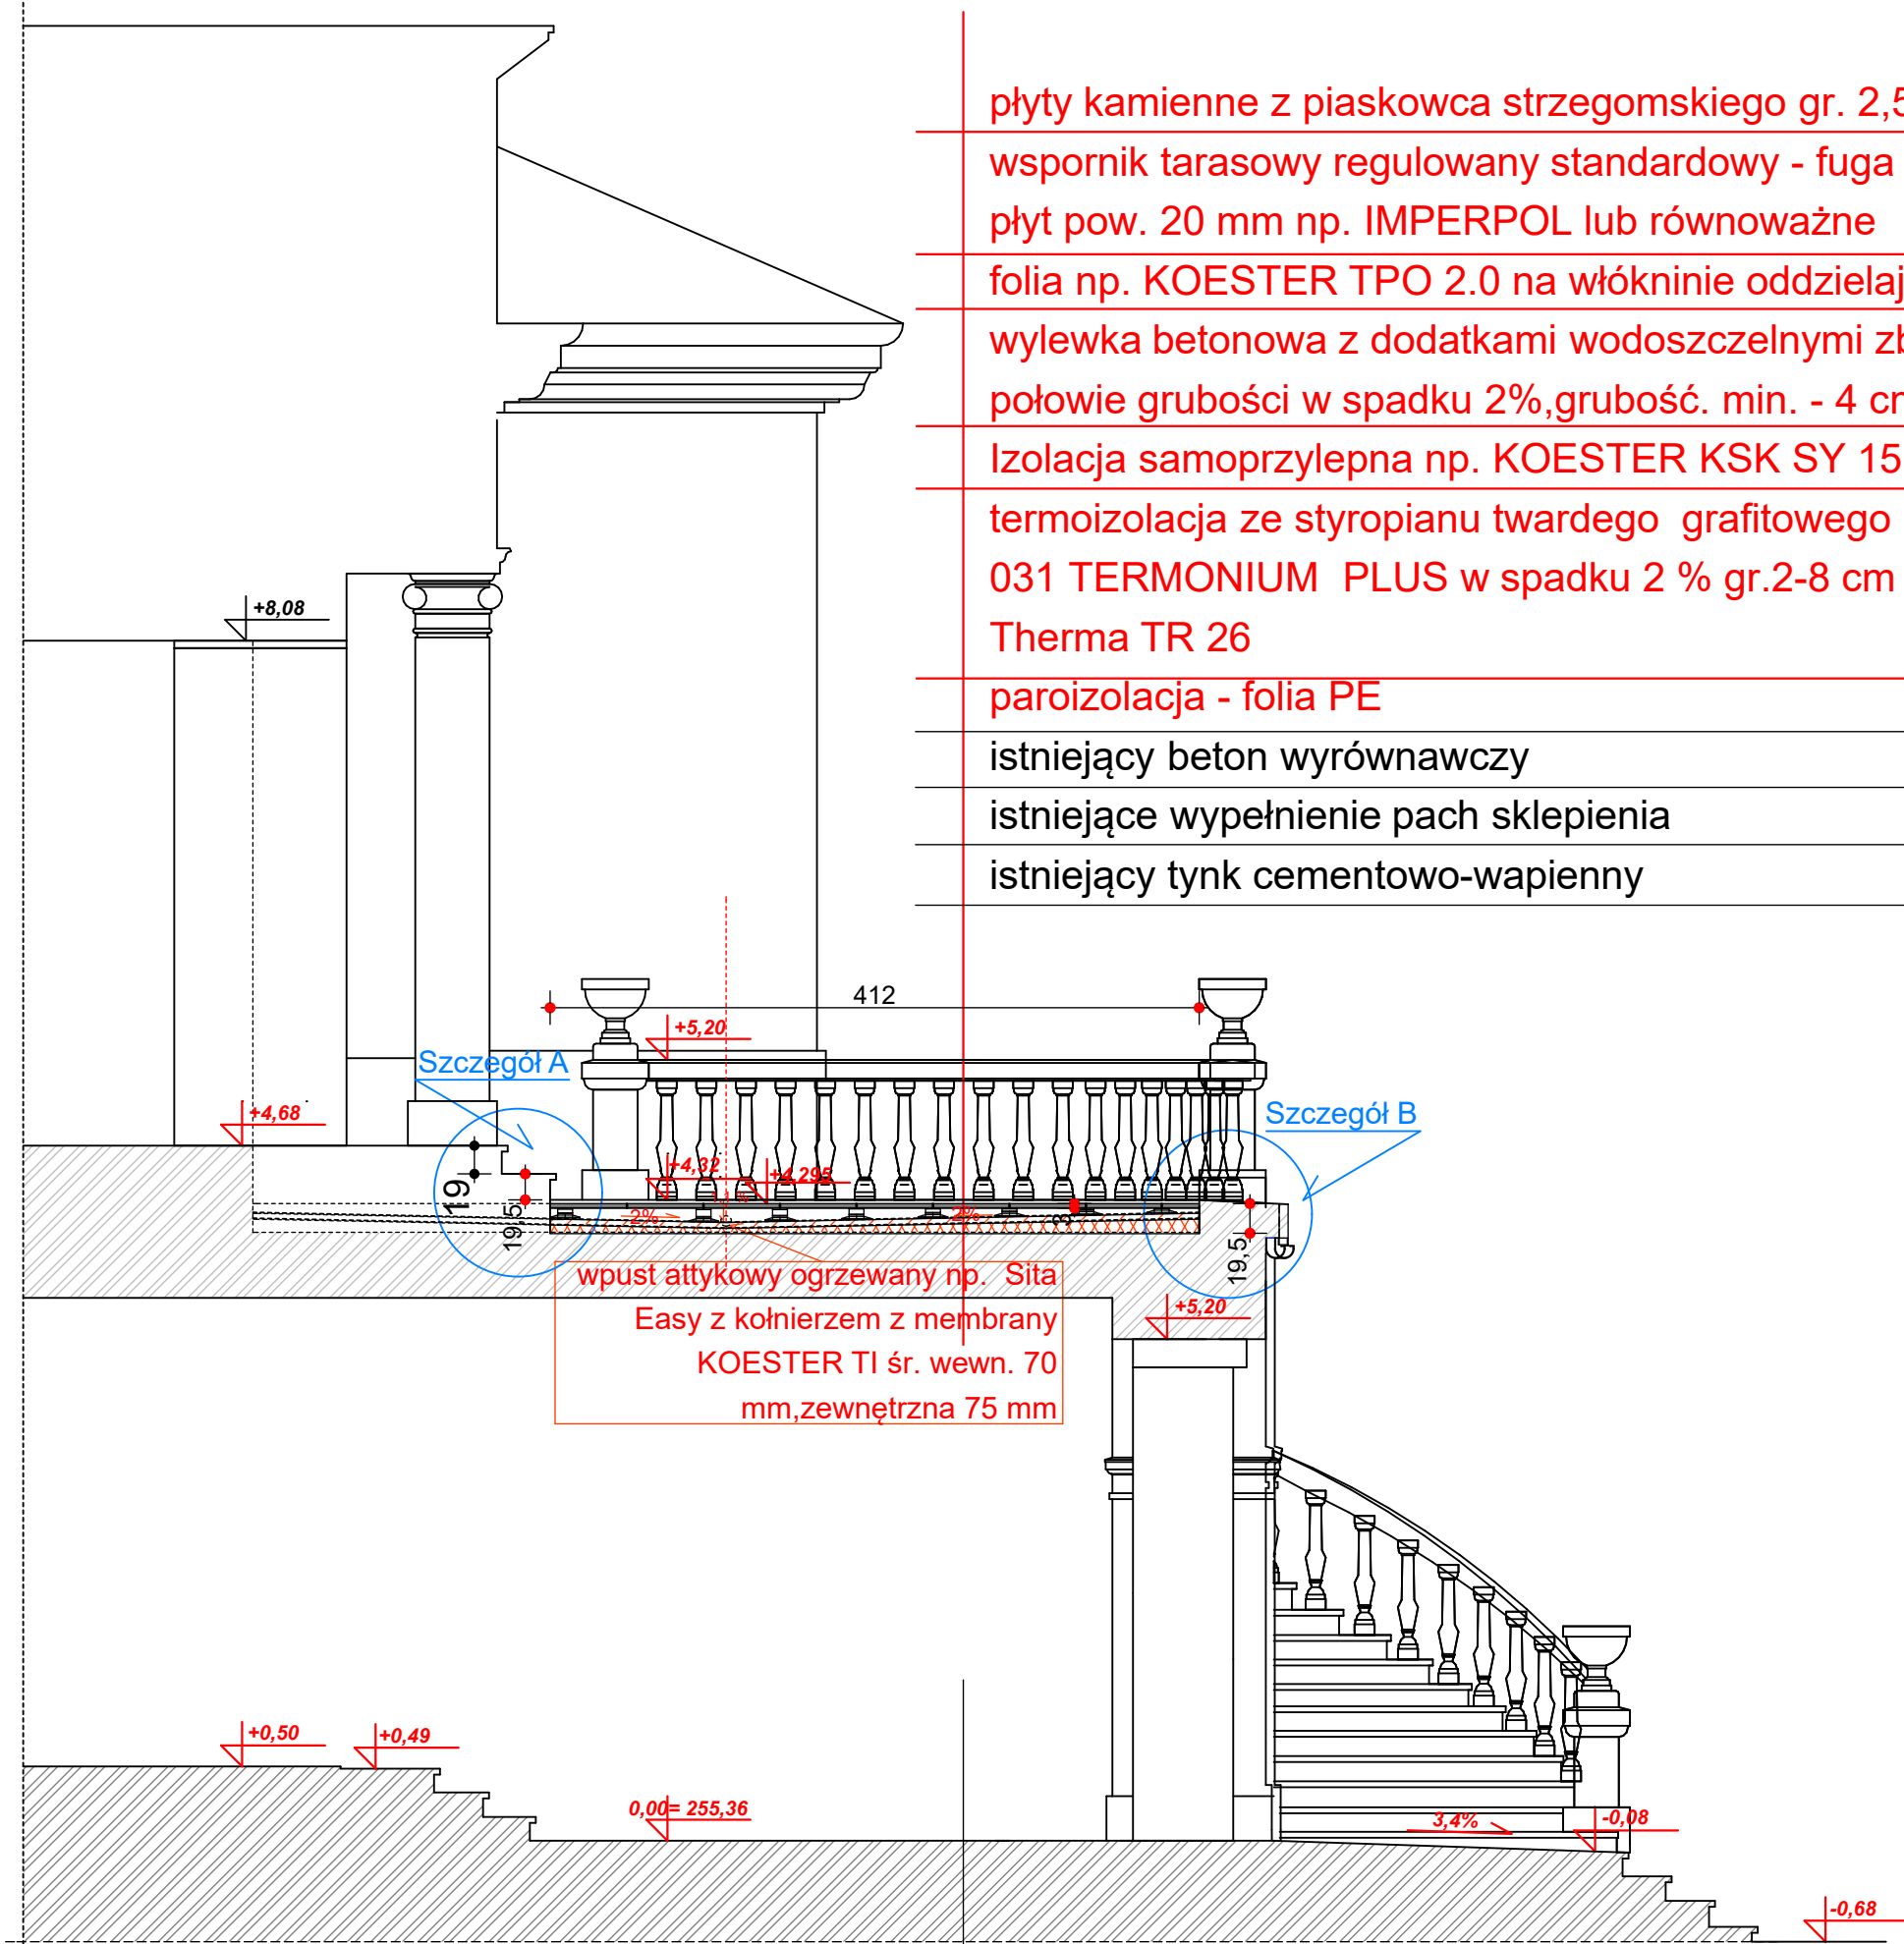 płyty kamienne z piaskowca strzegomskiego gr. 2,5
wspornik tarasowy regulowany standardowy - fuga
płyt pow. 20 mm np. IMPERPOL lub równoważne
folia np. KOESTER TPO 2.0 na włókninie oddzielaj
wylewka betonowa z dodatkami wodoszczelnymi zb
połowie grubości w spadku 2%,grubość. min. - 4 cm
Izolacja samoprzylepna np. KOESTER KSK SY 15
termoizolacja ze styropianu twardego grafitowego
031 TERMONIUM PLUS w spadku 2 % gr.2-8 cm
Therma TR 26
paroizolacja - folia PE
istniejący beton wyrównawczy
istniejące wypełnienie pach sklepienia
istniejący tynk cementowo-wapienny
+8,08
412
+5,20
Szczegół A
+4,68
Szczegół B
+4,32
+4,295
19
19,5
2%
2%
3
19,5
wpust attykowy ogrzewany np. Sita
Easy z kołnierzem z membrany
KOESTER TI śr. wewn. 70
mm,zewnętrzna 75 mm
+5,20
+0,50
+0,49
0,00= 255,36
3,4%
-0,08
-0,68